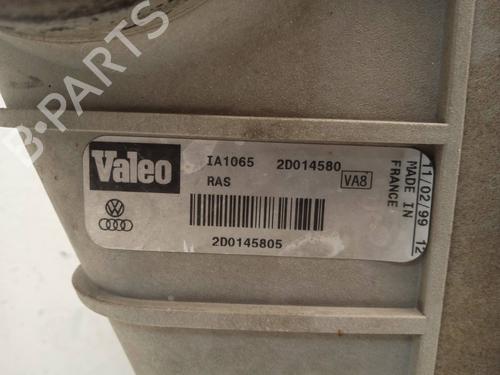 B-PARTS
Valeo
IA1065 2D014580
RAS VA8
2D0145805
MADE IN
FRANCE
11/02/99 12